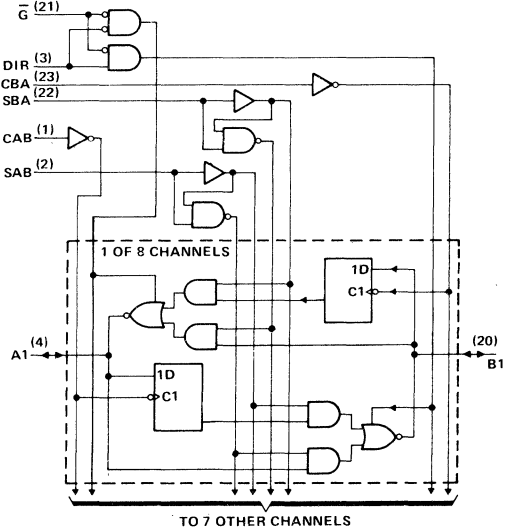 G̅ (21)
DIR (3)
CBA (23)
SBA (22)
CAB (1)
SAB (2)
1 OF 8 CHANNELS
1D
C1
A1 (4)
(20)
B1
1D
C1
TO 7 OTHER CHANNELS